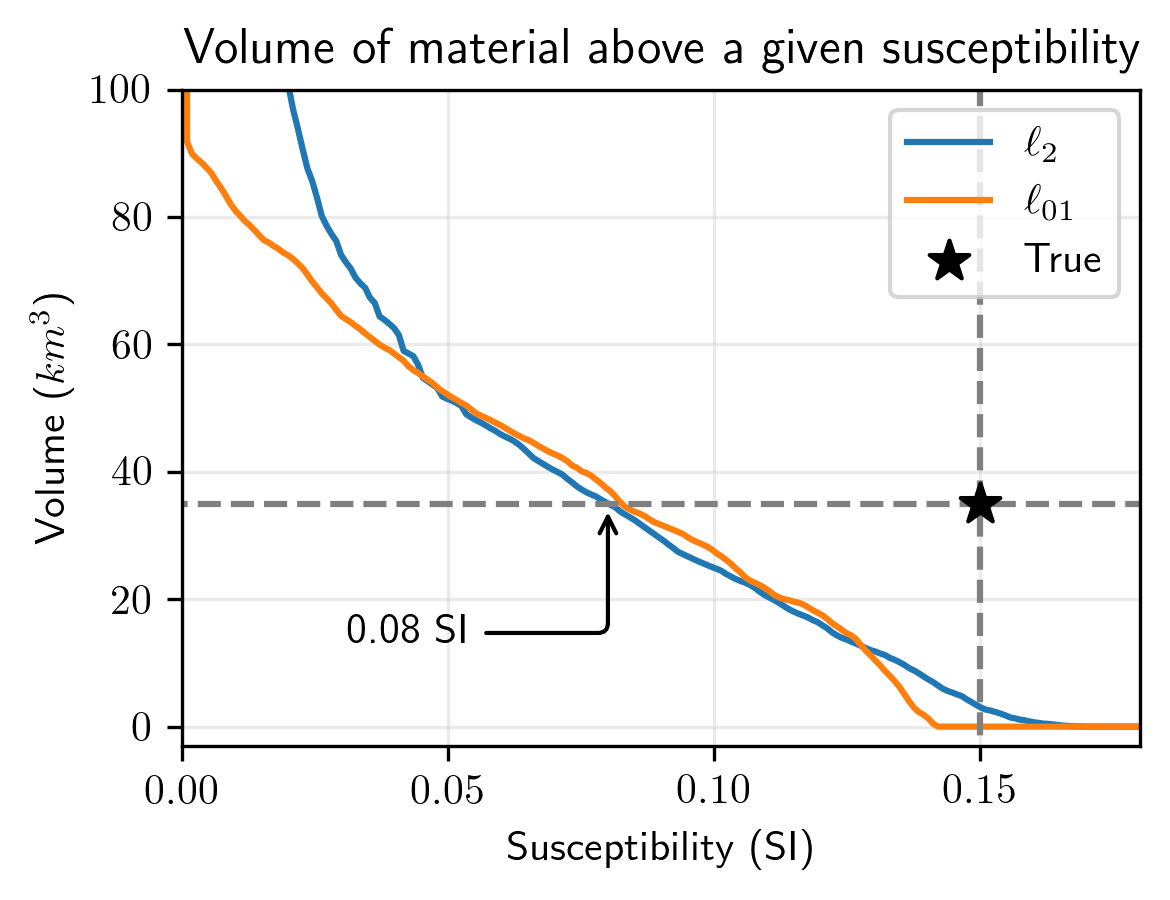 Volume of material above a given susceptibility
100
80
60
40
20
0
Volume (km³)
ℓ₂
ℓ₀₁
True
0.08 SI
0.00 0.05 0.10 0.15
Susceptibility (SI)